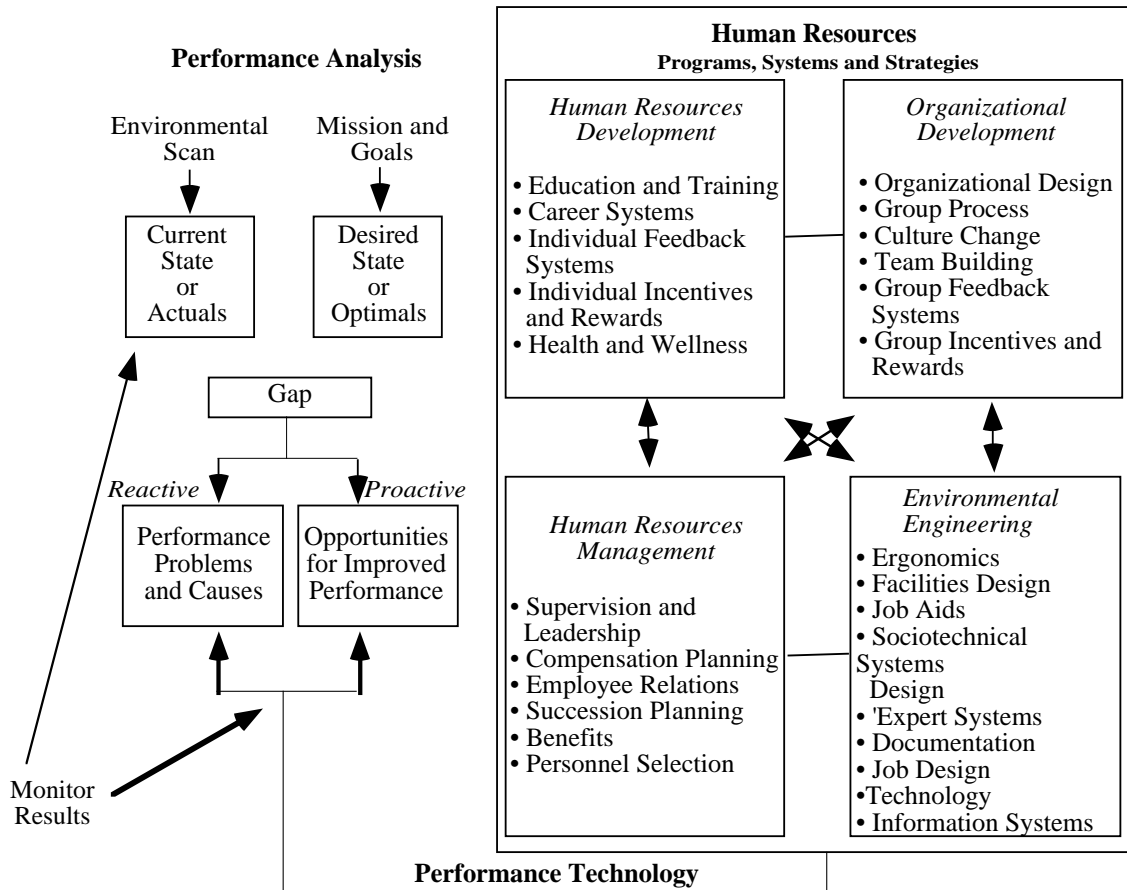 Performance Analysis
Environmental
Scan
Mission and
Goals
Current
State
or
Actuals
Desired
State
or
Optimals
Gap
Reactive
Proactive
Performance
Problems
and Causes
Opportunities
for Improved
Performance
Monitor
Results
Human Resources
Programs, Systems and Strategies
Human Resources
Development
• Education and Training
• Career Systems
• Individual Feedback
Systems
• Individual Incentives
and Rewards
• Health and Wellness
Organizational
Development
• Organizational Design
• Group Process
• Culture Change
• Team Building
• Group Feedback
Systems
• Group Incentives and
Rewards
Human Resources
Management
• Supervision and
Leadership
• Compensation Planning
• Employee Relations
• Succession Planning
• Benefits
• Personnel Selection
Environmental
Engineering
• Ergonomics
• Facilities Design
• Job Aids
• Sociotechnical
Systems
Design
• 'Expert Systems
• Documentation
• Job Design
•Technology
• Information Systems
Performance Technology